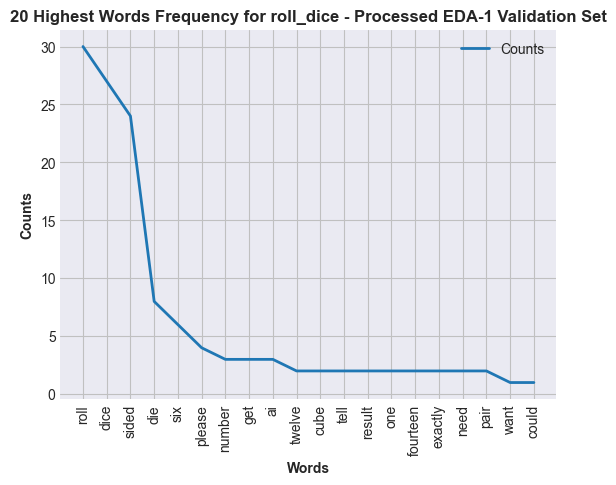 20 Highest Words Frequency for roll_dice - Processed EDA-1 Validation Set
Counts
30
25
20
15
10
5
0
Counts
roll
dice
sided
die
six
please
number
get
ai
twelve
cube
tell
result
one
fourteen
exactly
need
pair
want
could
Words